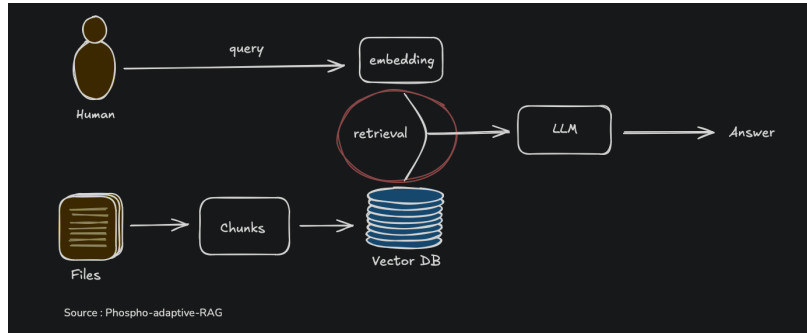 query
embedding
Human
retrieval
LLM
Answer
Chunks
Files
Vector DB
Source : Phospho-adaptive-RAG